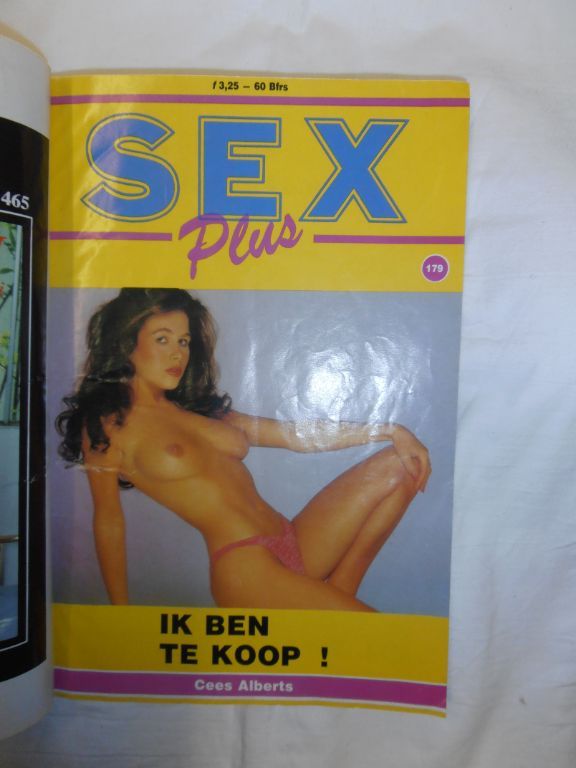 f 3,25 – 60 Bfrs
465
SEX
Plus
179
IK BEN
TE KOOP !
Cees Alberts